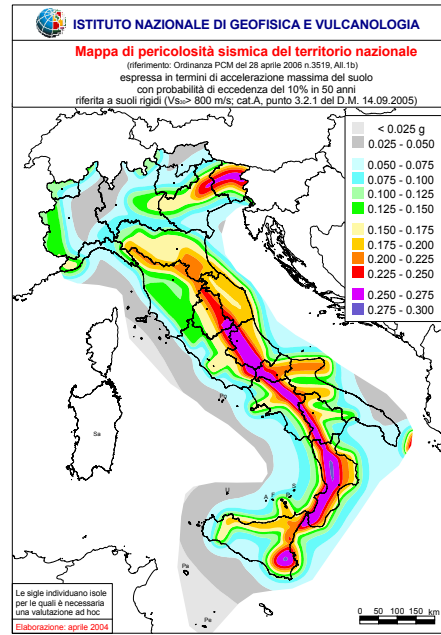 ISTITUTO NAZIONALE DI GEOFISICA E VULCANOLOGIA
Mappa di pericolosità sismica del territorio nazionale
(riferimento: Ordinanza PCM del 28 aprile 2006 n.3519, All.1b)
espressa in termini di accelerazione massima del suolo
con probabilità di eccedenza del 10% in 50 anni
riferita a suoli rigidi (Vs₃₀> 800 m/s; cat.A, punto 3.2.1 del D.M. 14.09.2005)
< 0.025 g
0.025 - 0.050
0.050 - 0.075
0.075 - 0.100
0.100 - 0.125
0.125 - 0.150
0.150 - 0.175
0.175 - 0.200
0.200 - 0.225
0.225 - 0.250
0.250 - 0.275
0.275 - 0.300
Sa
Po
U
A
F
S
Pa
Pe
Le sigle individuano isole
per le quali è necessaria
una valutazione ad hoc
Elaborazione: aprile 2004
0 50 100 150 km